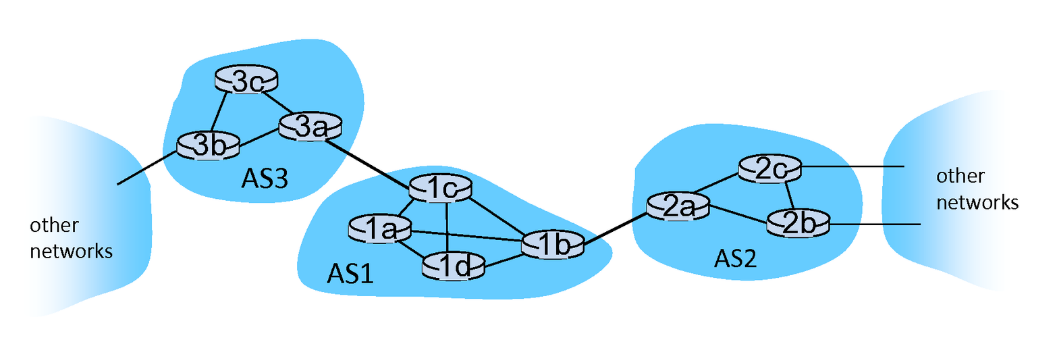 3c
3a
3b
AS3
other
networks
1c
1a
1b
1d
AS1
2c
2a
2b
AS2
other
networks